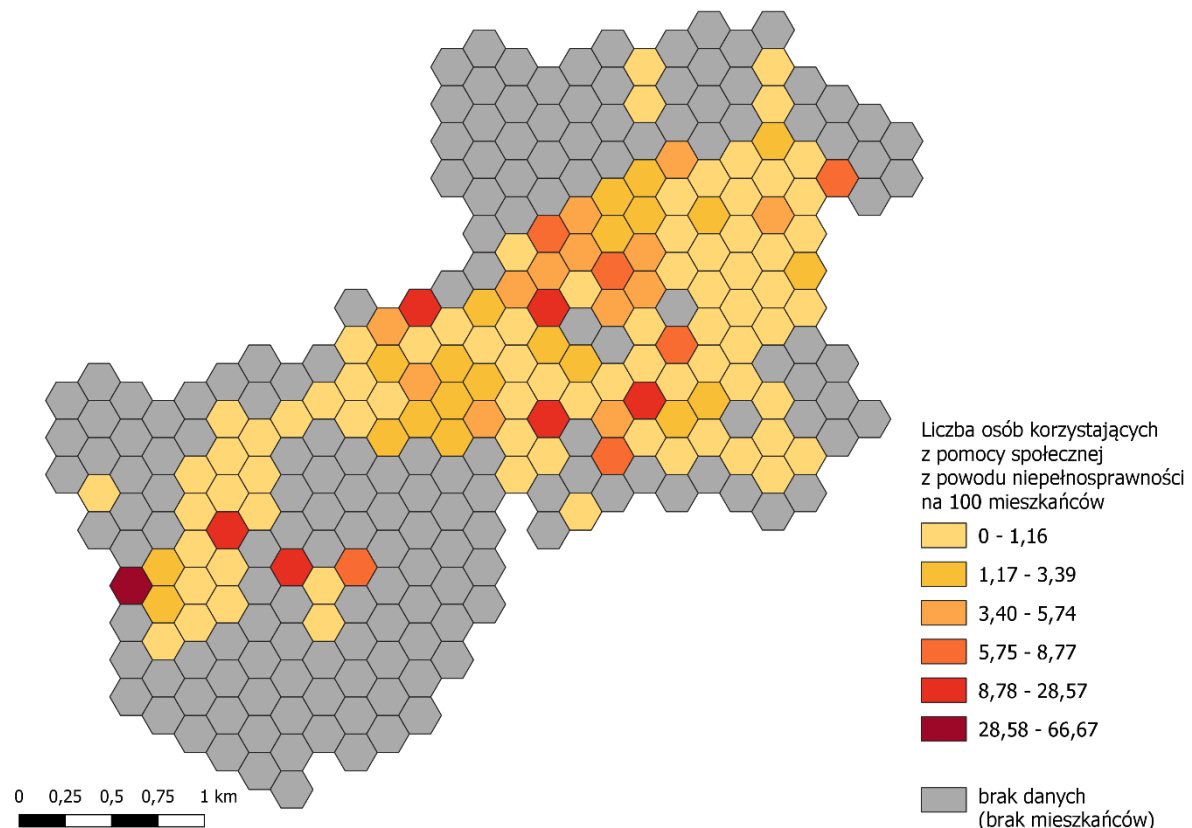 Liczba osób korzystających
z pomocy społecznej
z powodu niepełnosprawności
na 100 mieszkańców
0 - 1,16
1,17 - 3,39
3,40 - 5,74
5,75 - 8,77
8,78 - 28,57
28,58 - 66,67
brak danych
(brak mieszkańców)
0 0,25 0,5 0,75 1 km